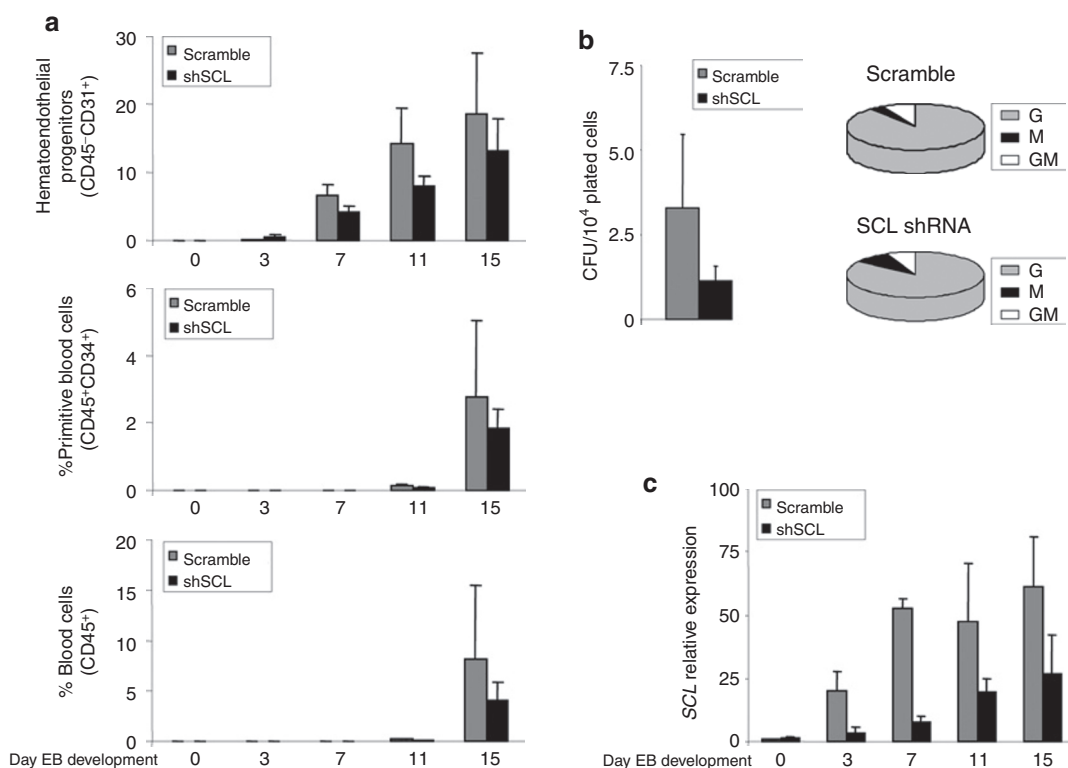 a
Hematoendothelial
progenitors
(CD45⁻CD31⁺)
30
20
10
0
Scramble
shSCL
0 3 7 11 15
%Primitive blood cells
(CD45⁺CD34⁺)
6
4
2
0
Scramble
shSCL
0 3 7 11 15
% Blood cells
(CD45⁺)
20
15
10
5
0
Scramble
shSCL
Day EB development 0 3 7 11 15
b
CFU/10⁴ plated cells
7.5
5.0
2.5
0
Scramble
shSCL
Scramble
G
M
GM
SCL shRNA
G
M
GM
c
SCL relative expression
100
75
50
25
0
Scramble
shSCL
Day EB development 0 3 7 11 15